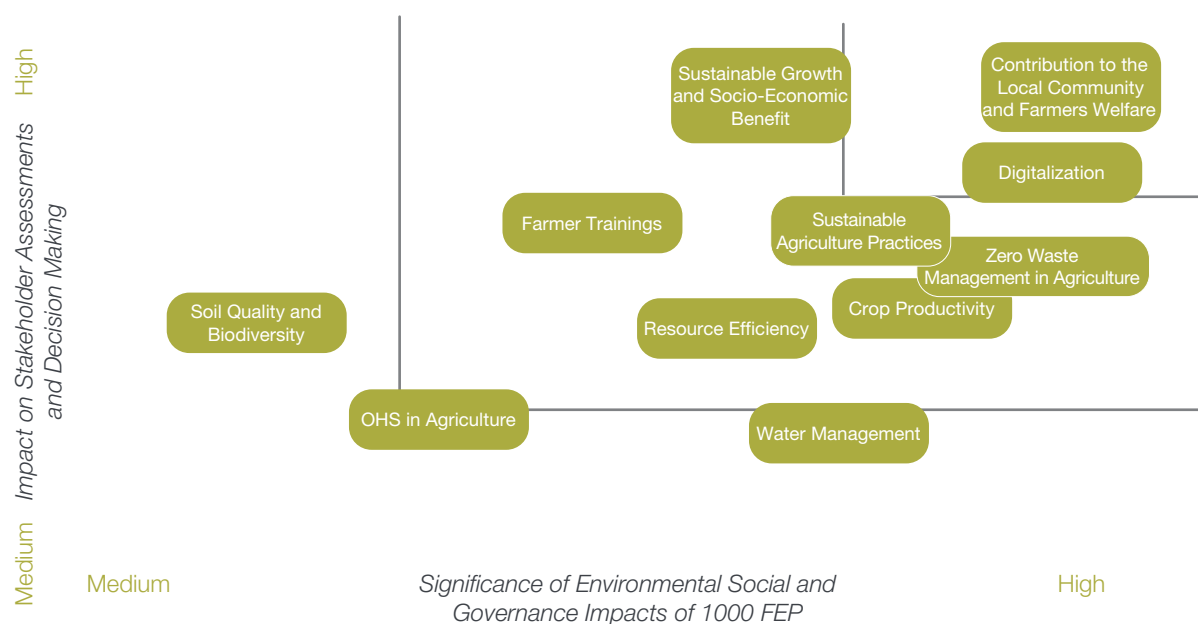 High
Impact on Stakeholder Assessments
and Decision Making
Medium
Sustainable Growth
and Socio-Economic
Benefit
Contribution to the
Local Community
and Farmers Welfare
Digitalization
Farmer Trainings
Sustainable
Agriculture Practices
Zero Waste
Management in Agriculture
Crop Productivity
Soil Quality and
Biodiversity
Resource Efficiency
OHS in Agriculture
Water Management
Medium
Significance of Environmental Social and
Governance Impacts of 1000 FEP
High